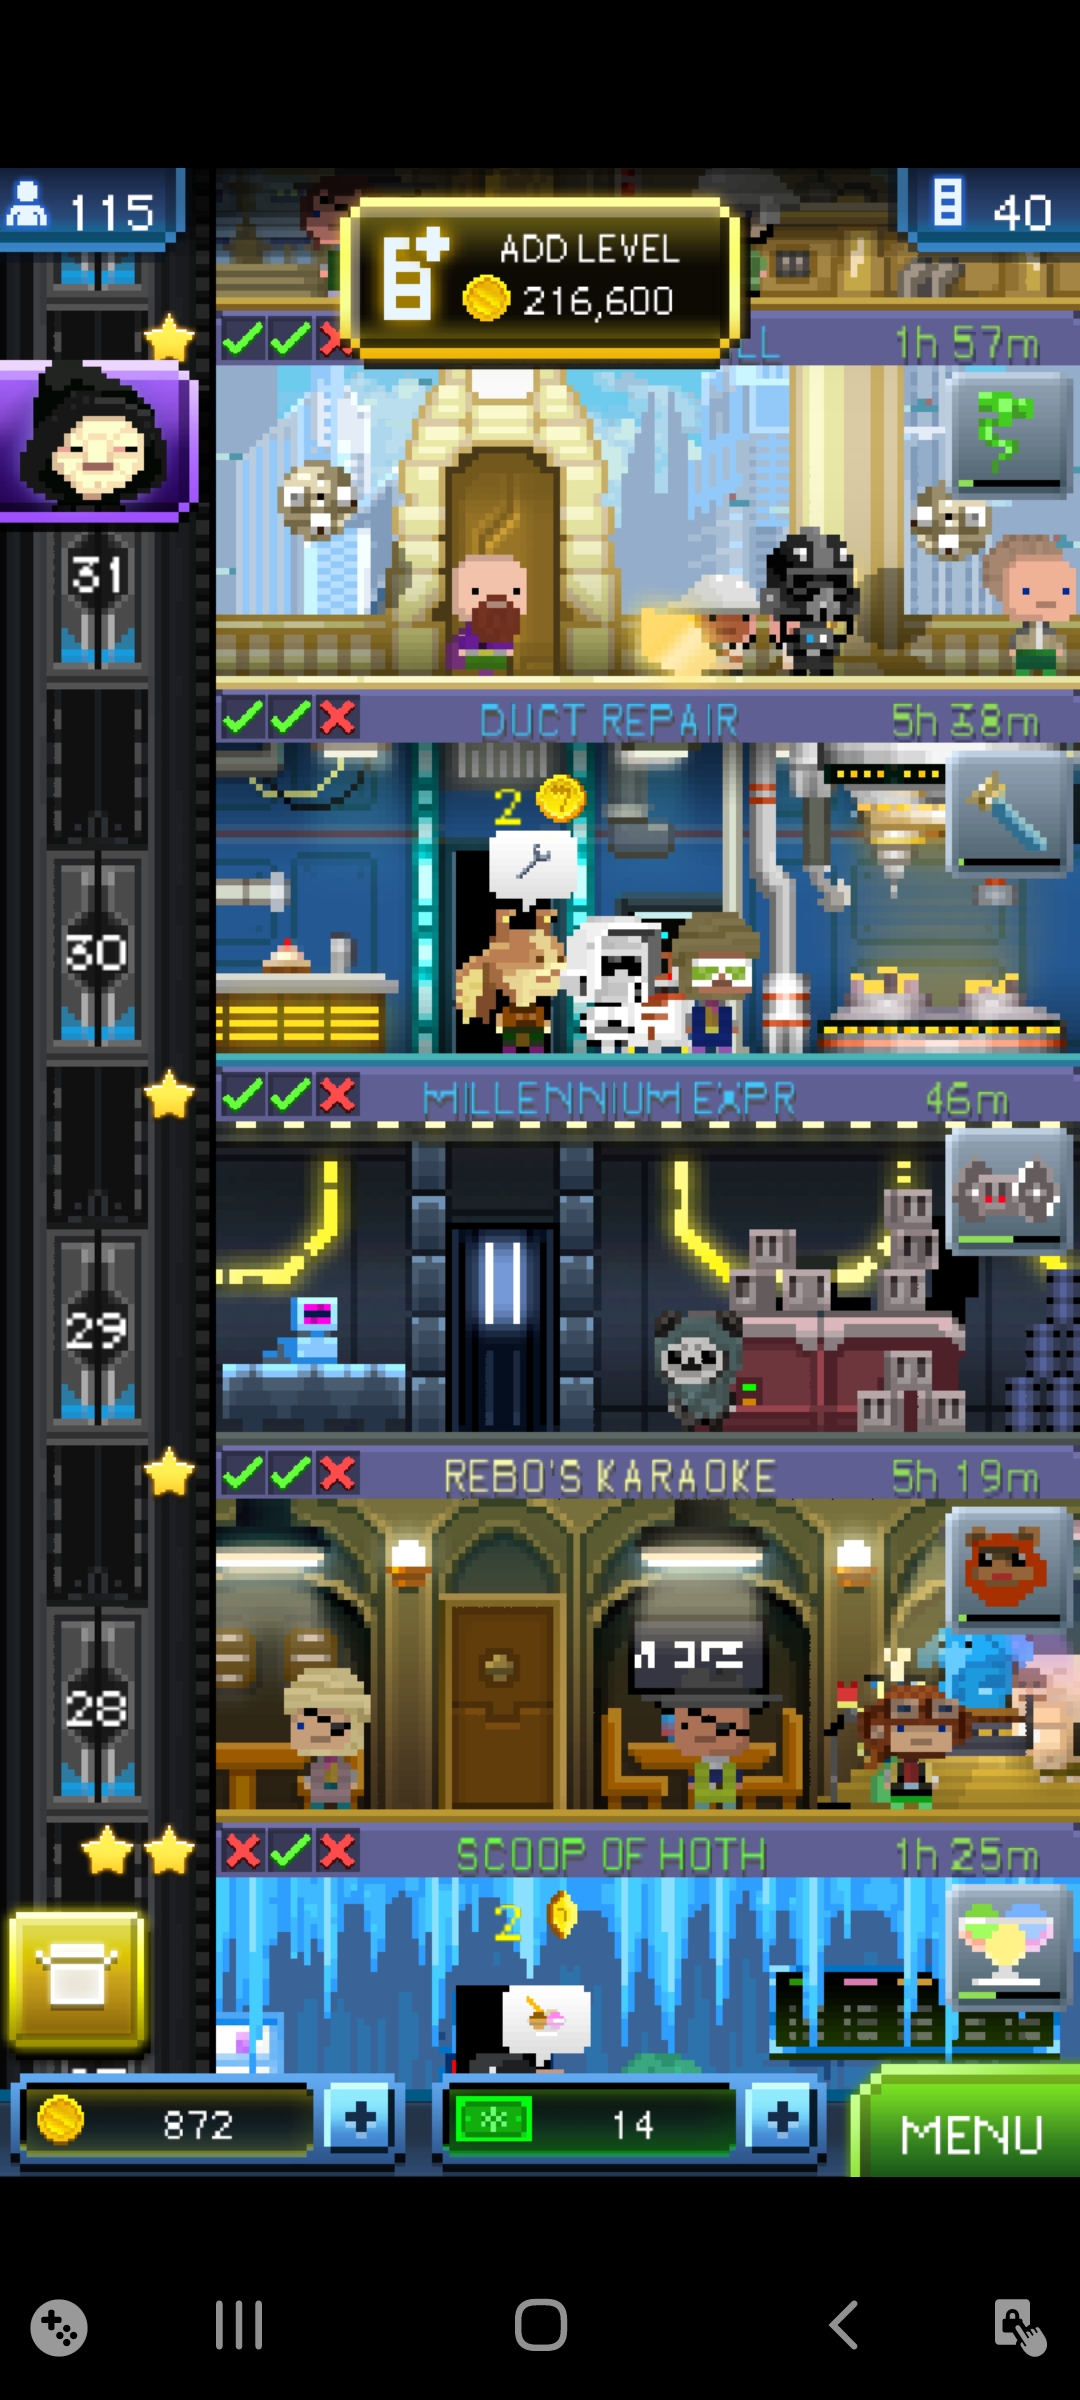 115
ADD LEVEL
216,600
40
LL
1h 57m
31
DUCT REPAIR
5h 38m
2
30
MILLENNIUM EXPR
46m
29
REBO'S KARAOKE
5h 19m
28
SCOOP OF HOTH
1h 25m
2
872
14
MENU